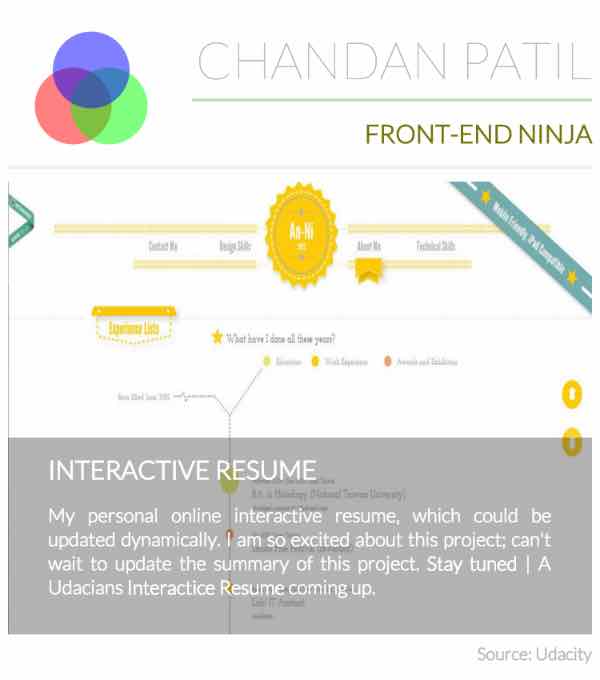 CHANDAN PATIL
FRONT-END NINJA
An-Ni
Mobile Friendly, iPad Compatible
Contact Me
Design Skills
About Me
Technical Skills
Experience Lists
What have I done all these years?
Education
Work Experience
Awards and Exhibition
INTERACTIVE RESUME
My personal online interactive resume, which could be
updated dynamically. I am so excited about this project; can't
wait to update the summary of this project. Stay tuned | A
Udacians Interactice Resume coming up.
Source: Udacity